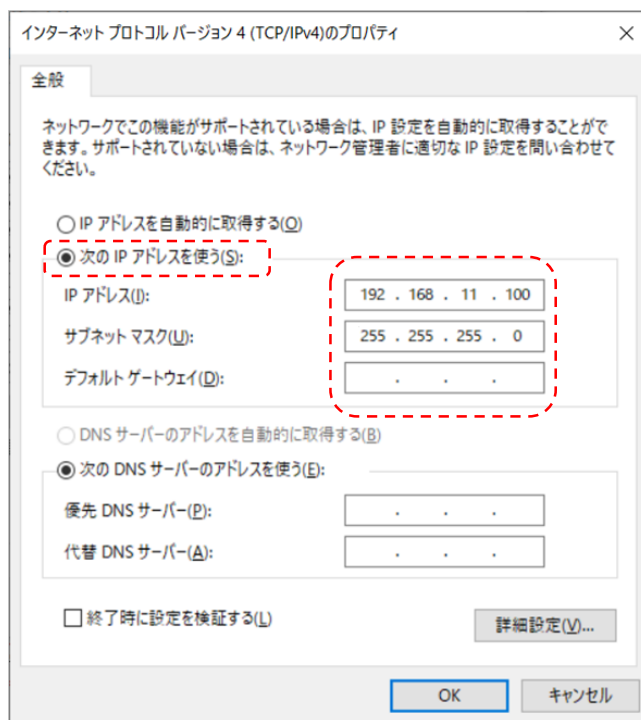 インターネット プロトコル バージョン 4 (TCP/IPv4)のプロパティ
全般
ネットワークでこの機能がサポートされている場合は、IP 設定を自動的に取得することがで
きます。サポートされていない場合は、ネットワーク管理者に適切な IP 設定を問い合わせて
ください。
IP アドレスを自動的に取得する(O)
次の IP アドレスを使う(S):
IP アドレス(I): 192 . 168 . 11 . 100
サブネット マスク(U): 255 . 255 . 255 . 0
デフォルト ゲートウェイ(D): . . .
DNS サーバーのアドレスを自動的に取得する(B)
次の DNS サーバーのアドレスを使う(E):
優先 DNS サーバー(P): . . .
代替 DNS サーバー(A): . . .
終了時に設定を検証する(L)
詳細設定(V)...
OK キャンセル